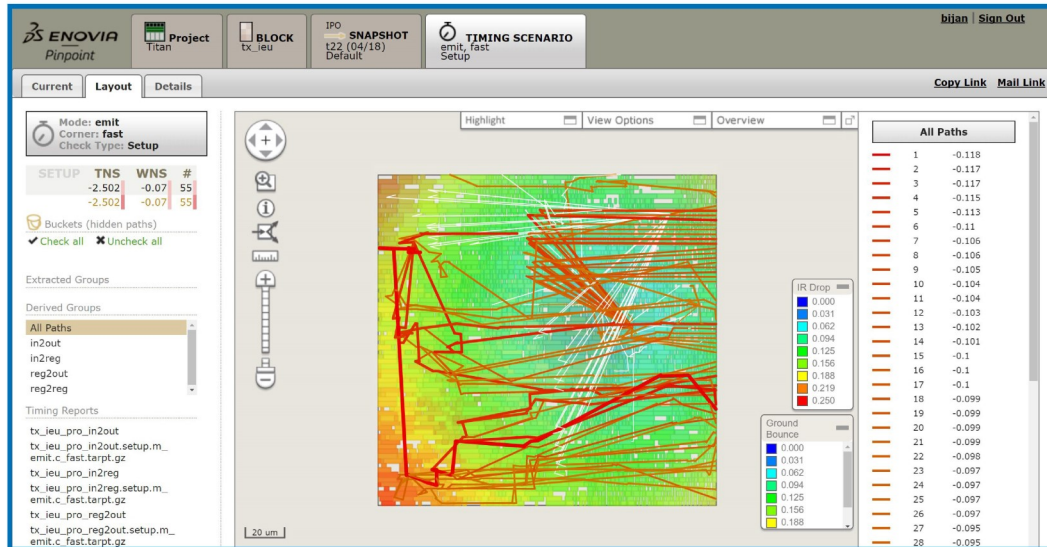 bijan | Sign Out
3S ENOVIA
Pinpoint
Project
Titan
BLOCK
tx_ieu
IPO
SNAPSHOT
t22 (04/18)
Default
TIMING SCENARIO
emit, fast
Setup
Current
Layout
Details
Copy Link Mail Link
Mode: emit
Corner: fast
Check Type: Setup
SETUP TNS WNS #
-2.502 -0.07 55
-2.502 -0.07 55
Buckets (hidden paths)
Check all Uncheck all
Extracted Groups
Derived Groups
All Paths
in2out
in2reg
reg2out
reg2reg
Timing Reports
tx_ieu_pro_in2out
tx_ieu_pro_in2out.setup.m_
emit.c_fast.tarpt.gz
tx_ieu_pro_in2reg
tx_ieu_pro_in2reg.setup.m_
emit.c_fast.tarpt.gz
tx_ieu_pro_reg2out
tx_ieu_pro_reg2out.setup.m_
emit.c_fast.tarpt.gz
Highlight
View Options
Overview
IR Drop
0.000
0.031
0.062
0.094
0.125
0.156
0.188
0.219
0.250
Ground
Bounce
0.000
0.031
0.062
0.094
0.125
0.156
0.188
20 um
All Paths
1 -0.118
2 -0.117
3 -0.117
4 -0.115
5 -0.113
6 -0.11
7 -0.106
8 -0.106
9 -0.105
10 -0.104
11 -0.104
12 -0.103
13 -0.102
14 -0.101
15 -0.1
16 -0.1
17 -0.1
18 -0.099
19 -0.099
20 -0.099
21 -0.099
22 -0.098
23 -0.097
24 -0.097
25 -0.097
26 -0.097
27 -0.095
28 -0.095